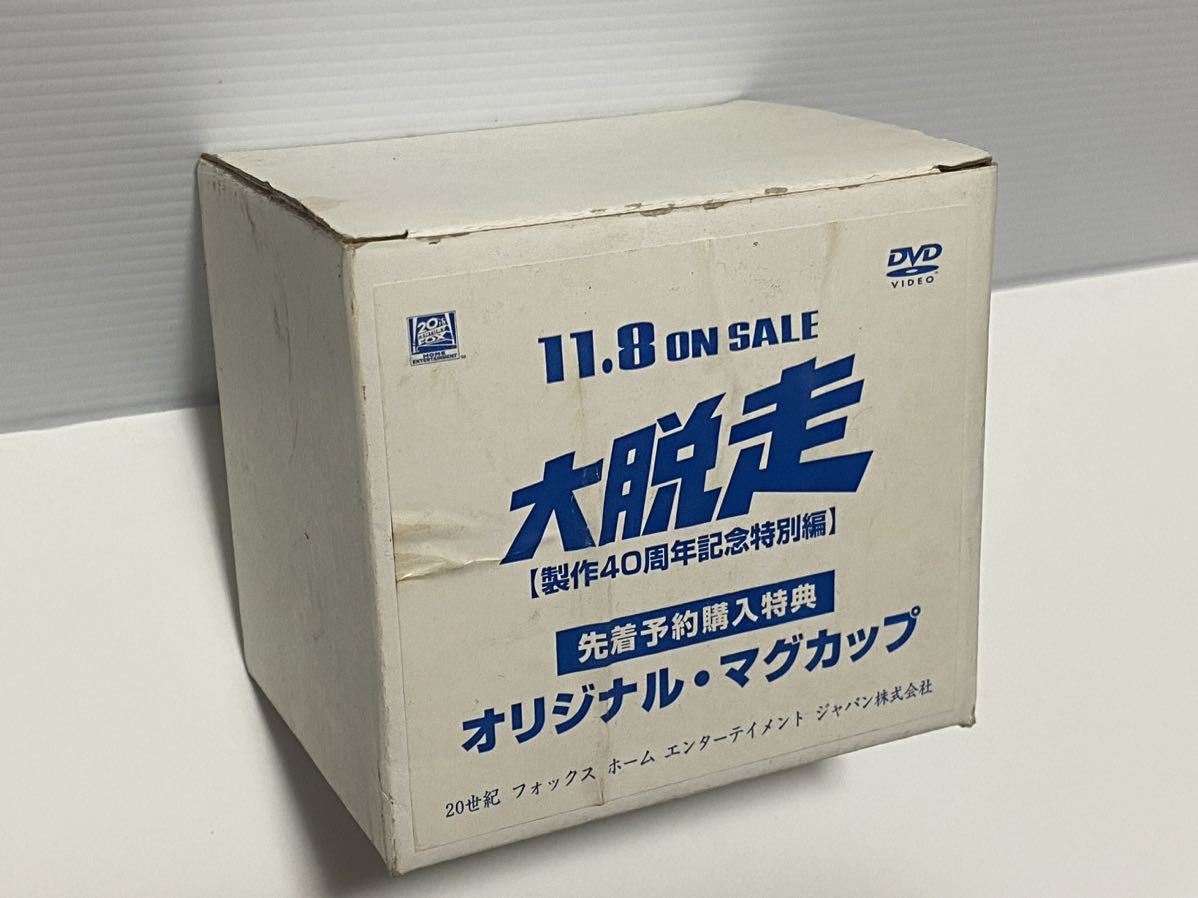 DVD
VIDEO
20th
CENTURY
FOX
HOME
ENTERTAINMENT
11.8 ON SALE
大脱走
【製作40周年記念特別編】
先着予約購入特典
オリジナル・マグカップ
20世紀 フォックス ホーム エンターテイメント ジャパン株式会社